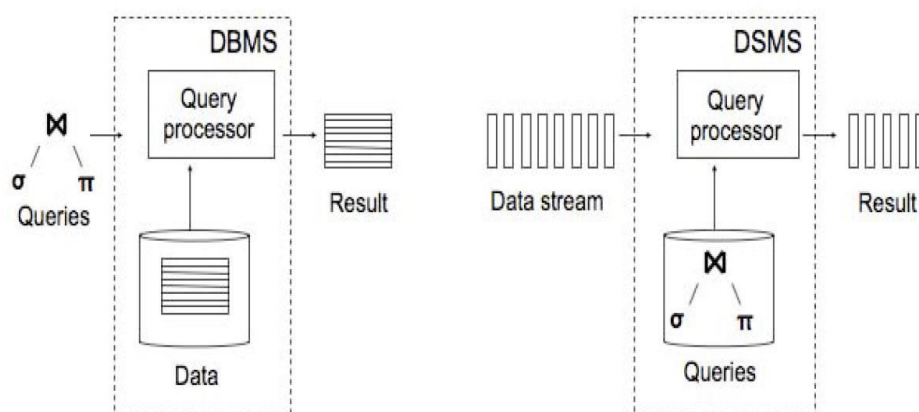 DBMS
Query
processor
⋈
σ π
Queries
Result
Data
DSMS
Query
processor
Data stream
Result
⋈
σ π
Queries